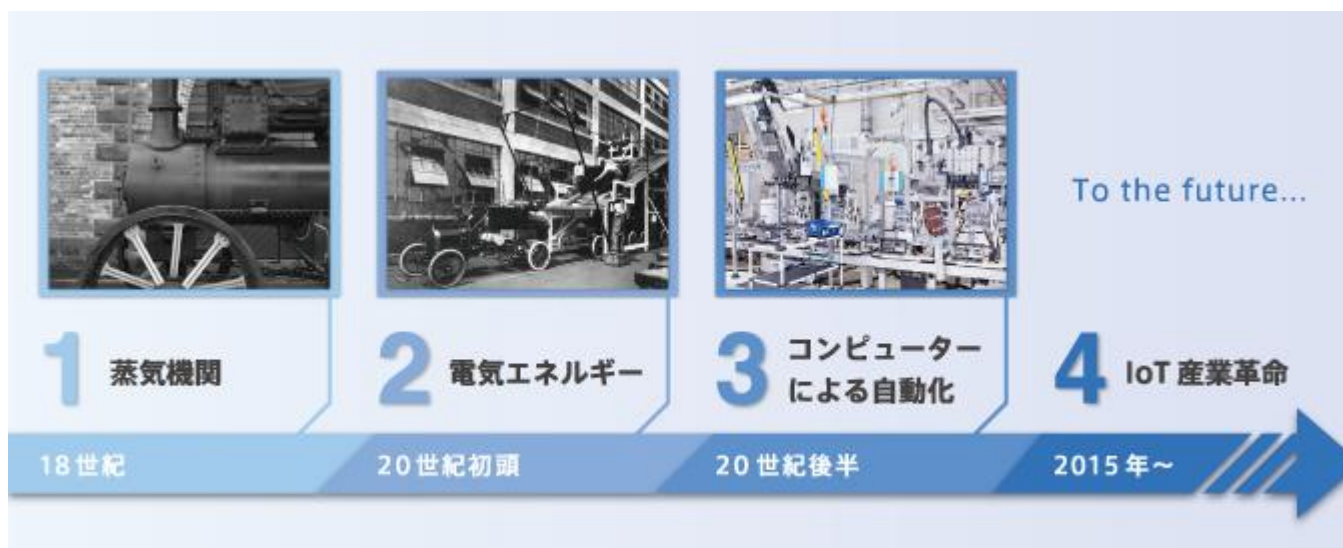 To the future...
1 蒸気機関
2 電気エネルギー
3 コンピューター
による自動化
4 IoT 産業革命
18世紀
20世紀初頭
20世紀後半
2015年～